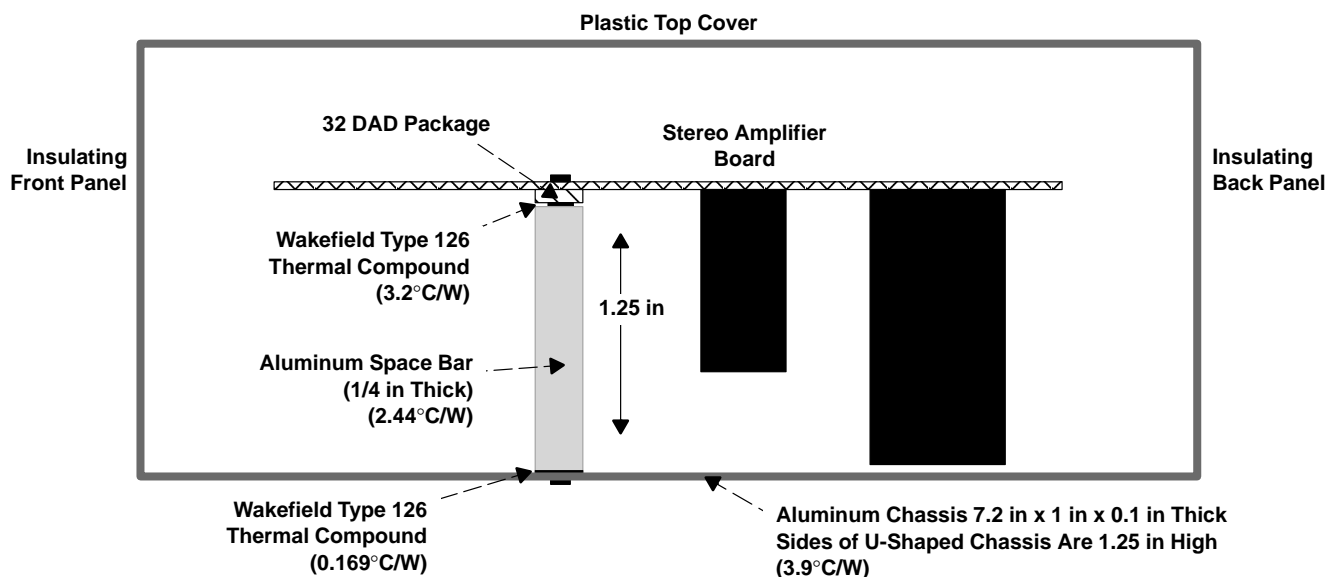 Plastic Top Cover
32 DAD Package
Stereo Amplifier
Board
Insulating
Front Panel
Insulating
Back Panel
Wakefield Type 126
Thermal Compound
(3.2°C/W)
1.25 in
Aluminum Space Bar
(1/4 in Thick)
(2.44°C/W)
Wakefield Type 126
Thermal Compound
(0.169°C/W)
Aluminum Chassis 7.2 in x 1 in x 0.1 in Thick
Sides of U-Shaped Chassis Are 1.25 in High
(3.9°C/W)